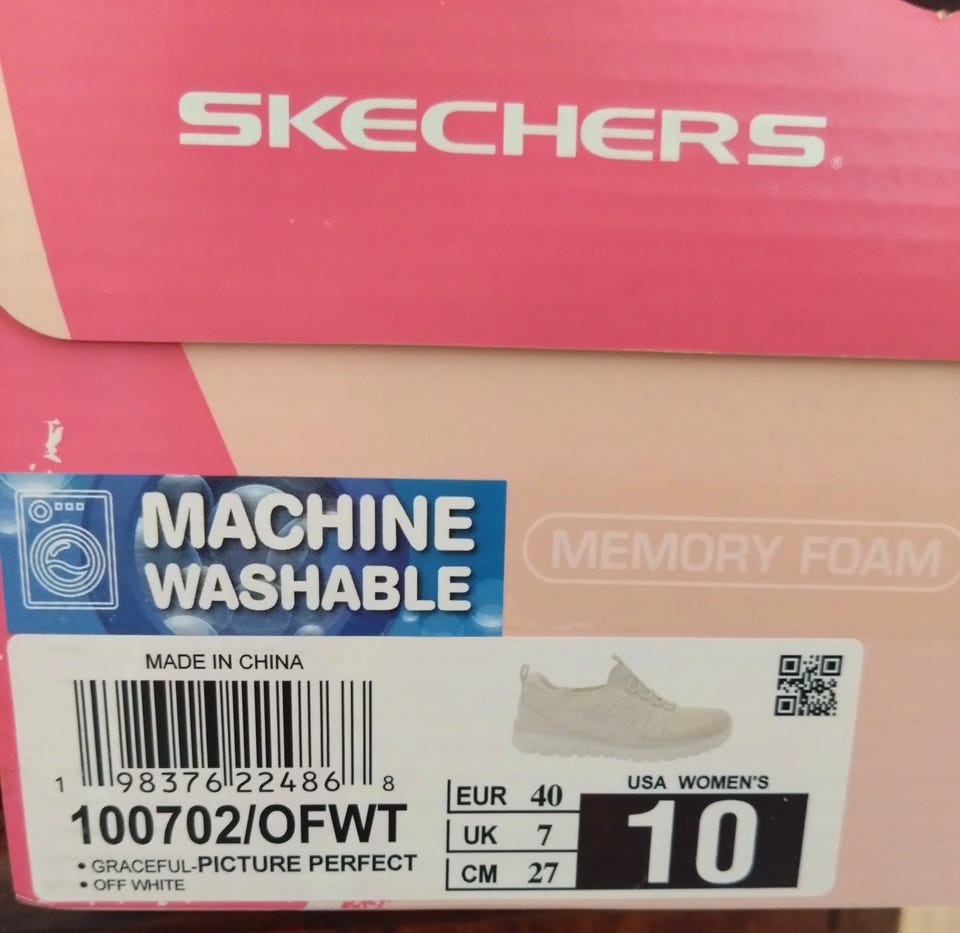 SKECHERS®
MACHINE
WASHABLE
MEMORY FOAM
MADE IN CHINA
1 98376 22486 8
100702/OFWT
• GRACEFUL-PICTURE PERFECT
• OFF WHITE
EUR 40
UK 7
CM 27
USA WOMEN'S
10